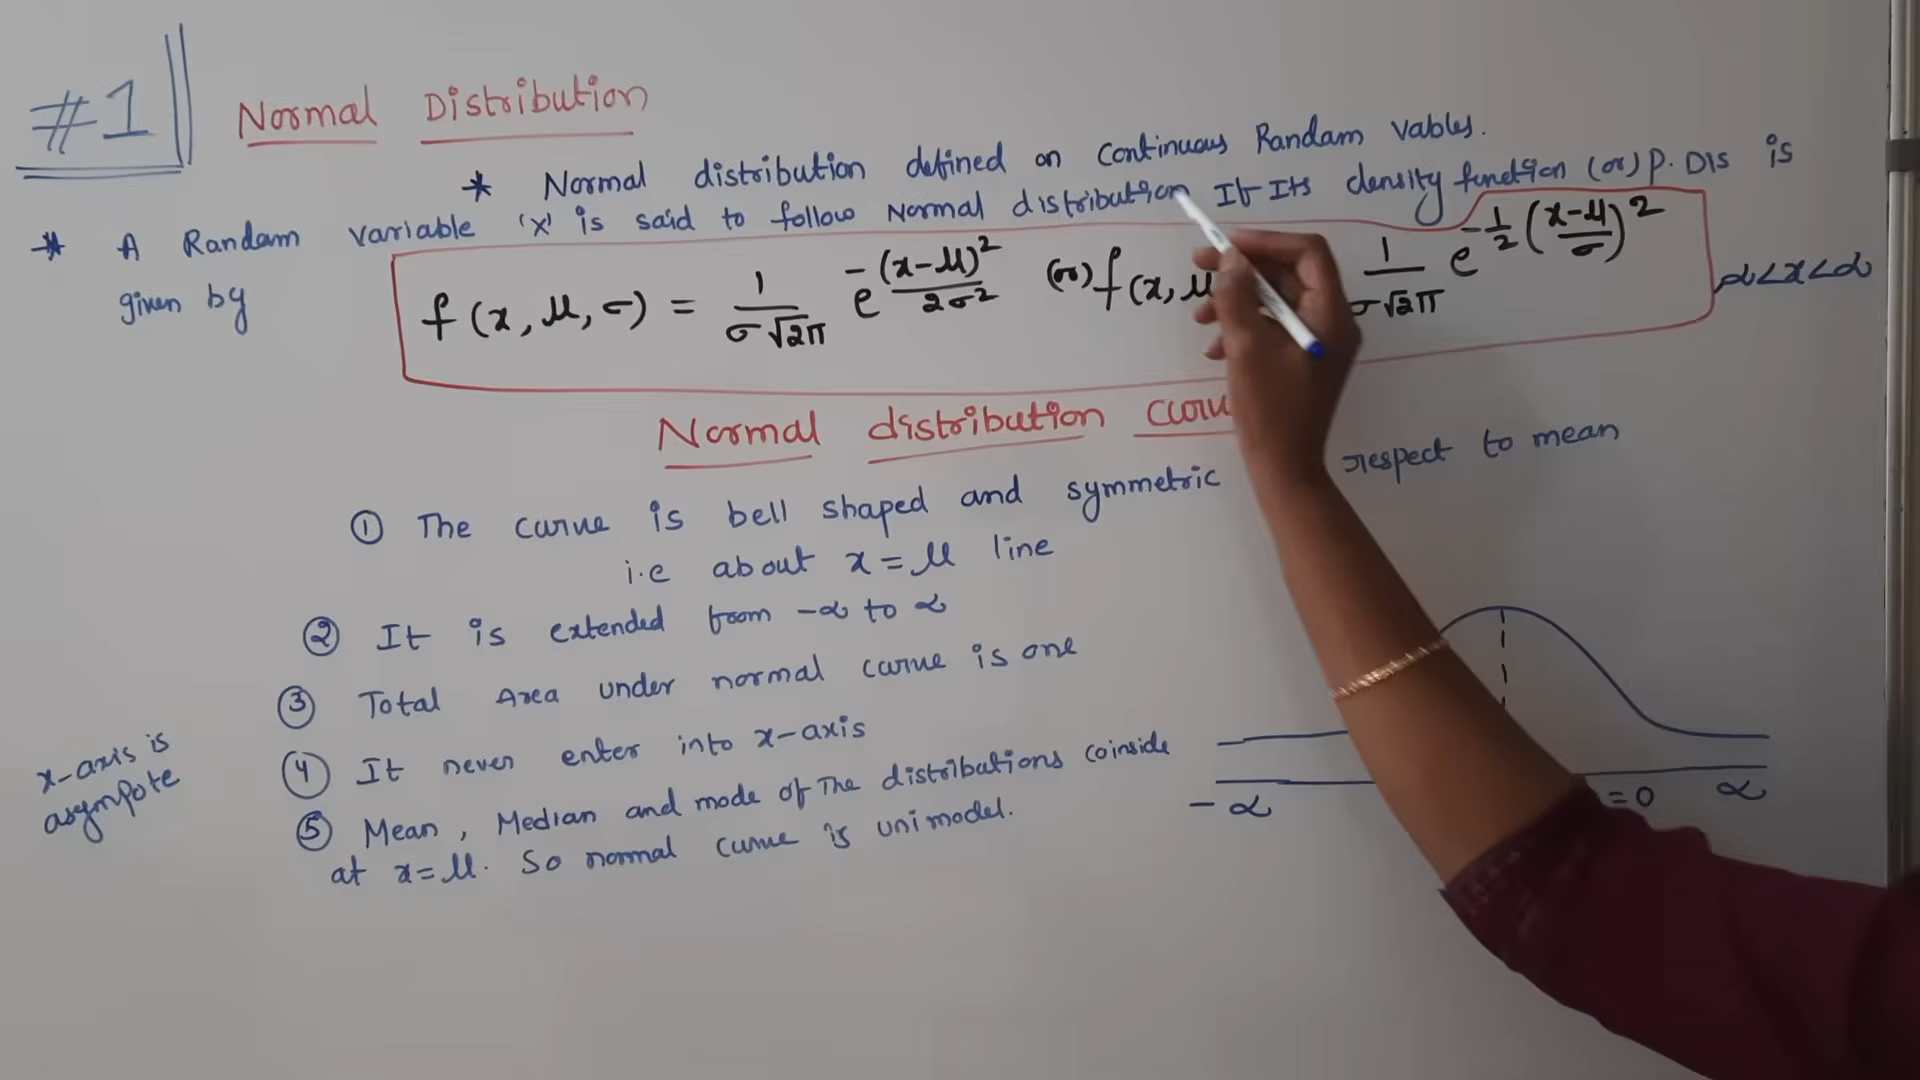 #1
Normal Distribution
* Normal distribution defined on continuous Randam vables.
* A Randam variable 'x' is said to follow Normal distribution If Its density function (or) P. Dis is
given by
f(x, μ, σ) = 1/(σ√2π) e^(-(x-μ)²/2σ²) (or) f(x, μ 1/(σ√2π) e^(-1/2 ((x-μ)/σ)²) ∞<x<∞
Normal distribution
① The curve is bell shaped and symmetric respect to mean
i.e about x = μ line
② It is extended from -∞ to ∞
③ Total Area under normal curve is one
④ It never enter into x-axis
x-axis is
asympote
⑤ Mean, Median and mode of The distributions coinside
at x=μ. So normal curve is unimodel.
-∞ =0 ∞